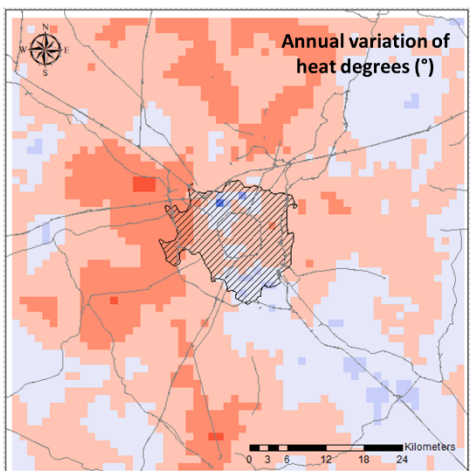 Annual variation of
heat degrees (°)
N
W E
S
Kilometers
0 3 6 12 18 24